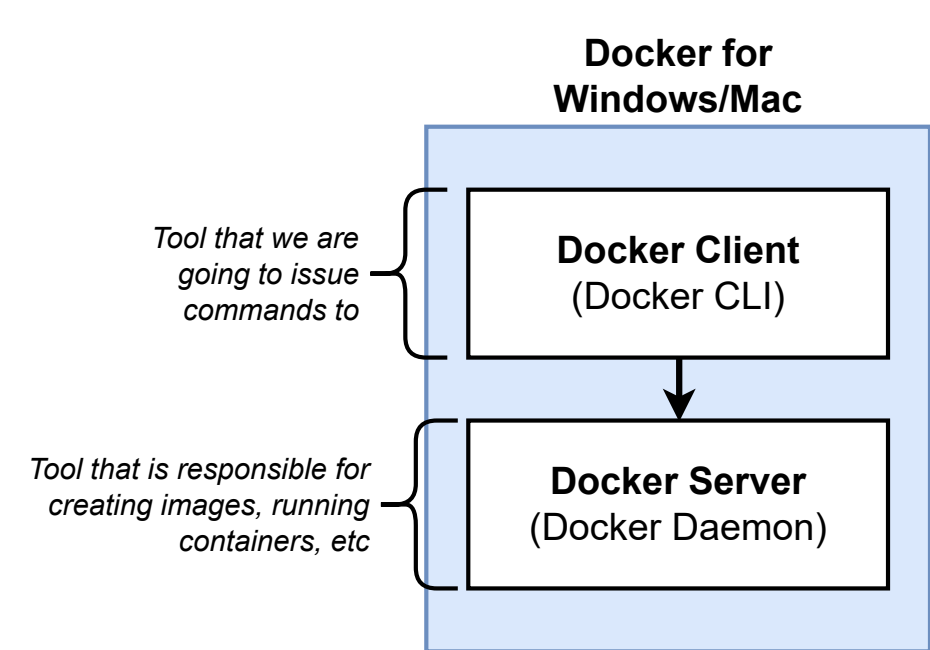 Docker for
Windows/Mac
Tool that we are
going to issue
commands to
Docker Client
(Docker CLI)
Tool that is responsible for
creating images, running
containers, etc
Docker Server
(Docker Daemon)